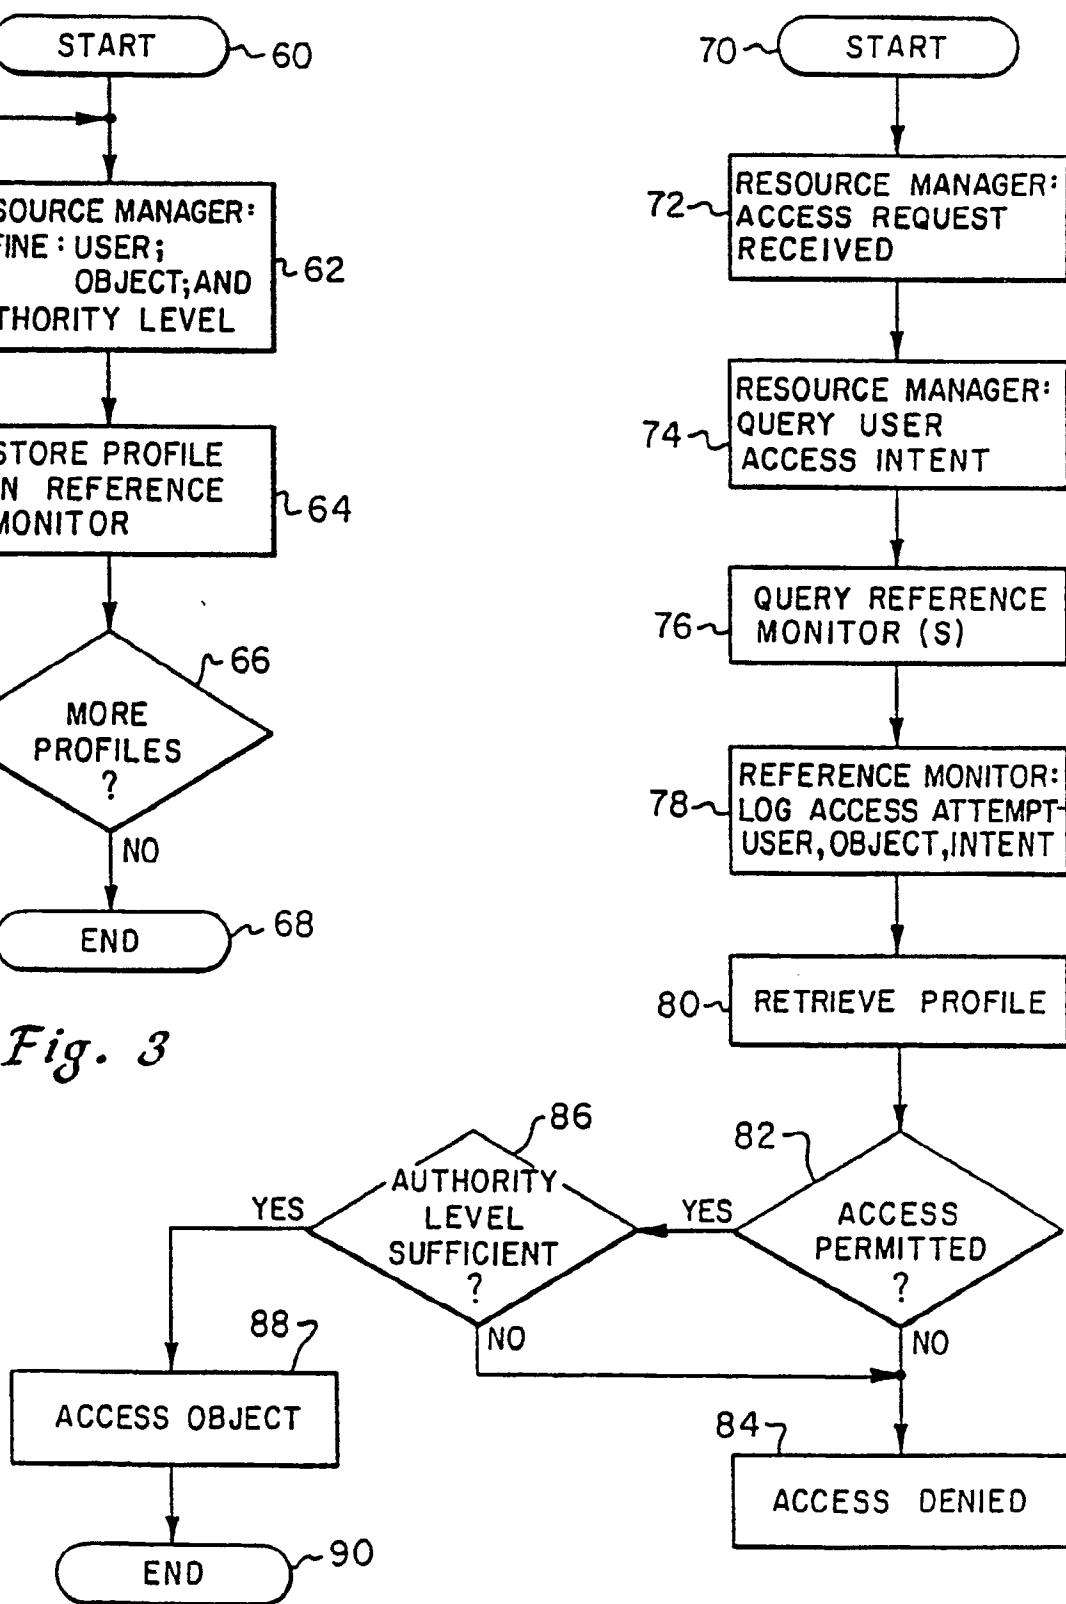 START
60
SOURCE MANAGER:
FINE: USER;
OBJECT; AND
THORITY LEVEL
62
STORE PROFILE
N REFERENCE
MONITOR
64
66
MORE
PROFILES
?
NO
END
68
Fig. 3
70
START
72
RESOURCE MANAGER:
ACCESS REQUEST
RECEIVED
74
RESOURCE MANAGER:
QUERY USER
ACCESS INTENT
76
QUERY REFERENCE
MONITOR (S)
78
REFERENCE MONITOR:
LOG ACCESS ATTEMPT-
USER, OBJECT, INTENT
80
RETRIEVE PROFILE
82
ACCESS
PERMITTED
?
YES
NO
86
AUTHORITY
LEVEL
SUFFICIENT
?
YES
NO
84
ACCESS DENIED
88
ACCESS OBJECT
END
90